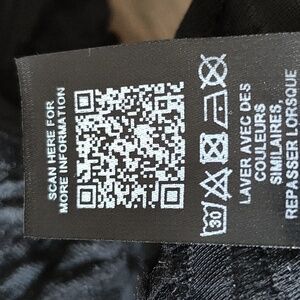 SCAN HERE FOR
MORE INFORMATION
30
LAVER AVEC DES
COULEURS
SIMILAIRES,
REPASSER LORSQUE